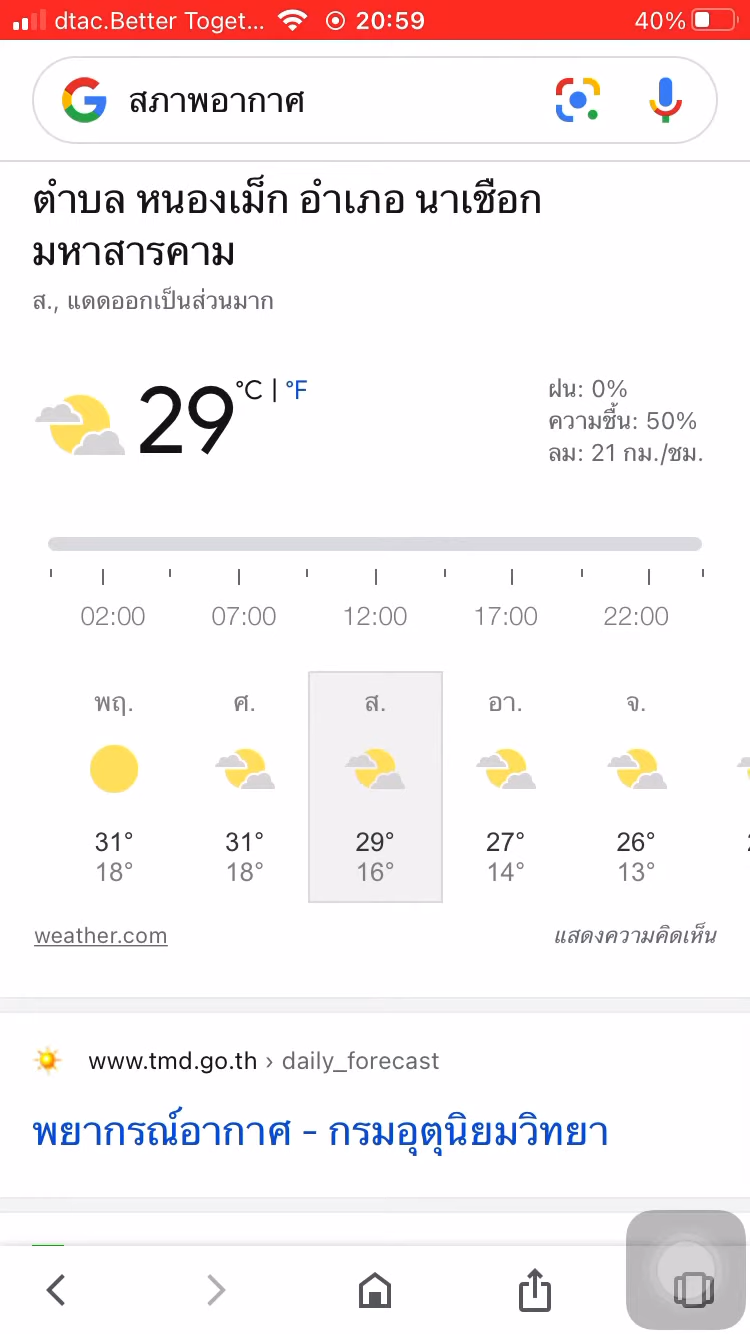 dtac.Better Toget... 20:59 40%
สภาพอากาศ
ตำบล หนองเม็ก อำเภอ นาเชือก
มหาสารคาม
ส., แดดออกเป็นส่วนมาก
29 °C | °F
ฝน: 0%
ความชื้น: 50%
ลม: 21 กม./ชม.
02:00 07:00 12:00 17:00 22:00
พฤ. ศ. ส. อา. จ.
31° 31° 29° 27° 26°
18° 18° 16° 14° 13°
weather.com แสดงความคิดเห็น
www.tmd.go.th › daily_forecast
พยากรณ์อากาศ - กรมอุตุนิยมวิทยา